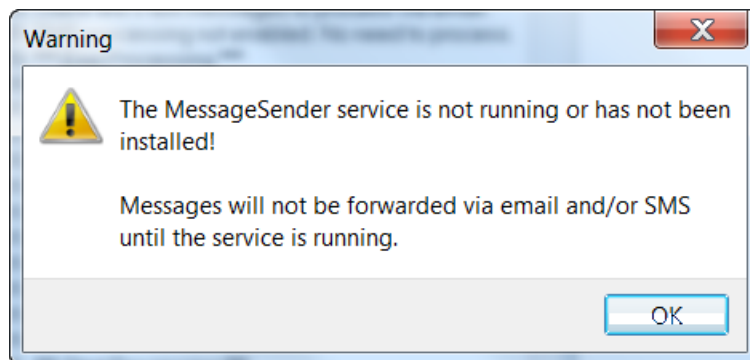 Warning
The MessageSender service is not running or has not been
installed!
Messages will not be forwarded via email and/or SMS
until the service is running.
OK